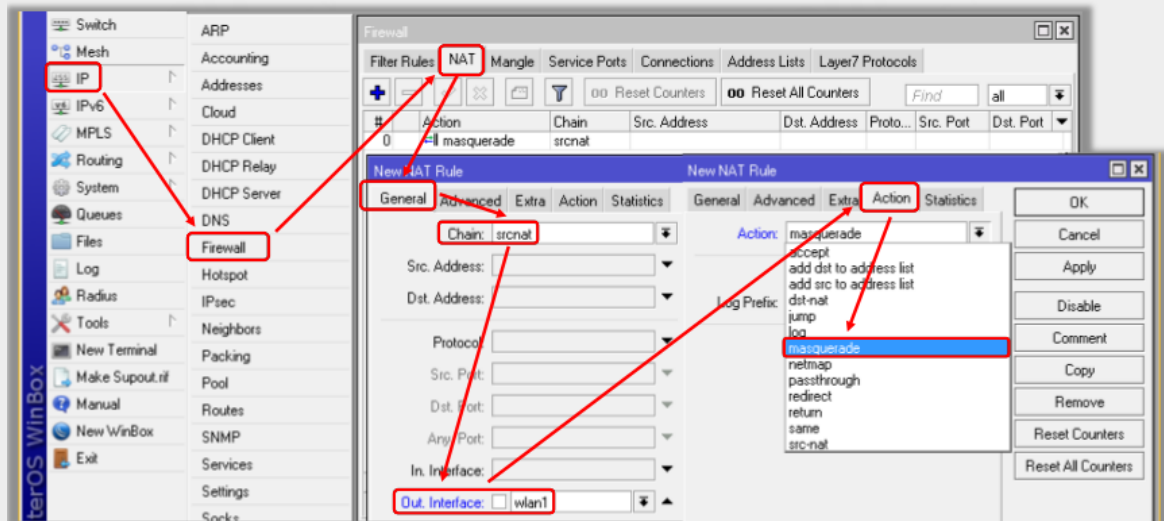 Switch
Mesh
IP
IPv6
MPLS
Routing
System
Queues
Files
Log
Radius
Tools
New Terminal
Make Supout.rif
Manual
New WinBox
Exit
terOS WinBox
ARP
Accounting
Addresses
Cloud
DHCP Client
DHCP Relay
DHCP Server
DNS
Firewall
Hotspot
IPsec
Neighbors
Packing
Pool
Routes
SNMP
Services
Settings
Socks
Firewall
Filter Rules NAT Mangle Service Ports Connections Address Lists Layer7 Protocols
00 Reset Counters 00 Reset All Counters Find all
# Action Chain Src. Address Dst. Address Proto... Src. Port Dst. Port
0 masquerade srcnat
New NAT Rule
General Advanced Extra Action Statistics
Chain: srcnat
Src. Address:
Dst. Address:
Protocol:
Src. Port:
Dst. Port:
Any. Port:
In. Interface:
Out. Interface: wlan1
New NAT Rule
General Advanced Extra Action Statistics
Action: masquerade
Log Prefix:
accept
add dst to address list
add src to address list
dst-nat
jump
log
masquerade
netmap
passthrough
redirect
return
same
src-nat
OK
Cancel
Apply
Disable
Comment
Copy
Remove
Reset Counters
Reset All Counters